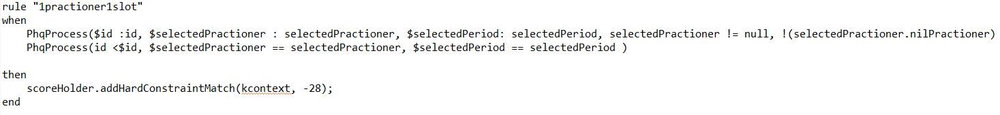 rule "1practioner1slot"
when
PhqProcess($id :id, $selectedPractioner : selectedPractioner, $selectedPeriod: selectedPeriod, selectedPractioner != null, !(selectedPractioner.nilPractioner)
PhqProcess(id <$id, $selectedPractioner == selectedPractioner, $selectedPeriod == selectedPeriod )
then
scoreHolder.addHardConstraintMatch(kcontext, -28);
end